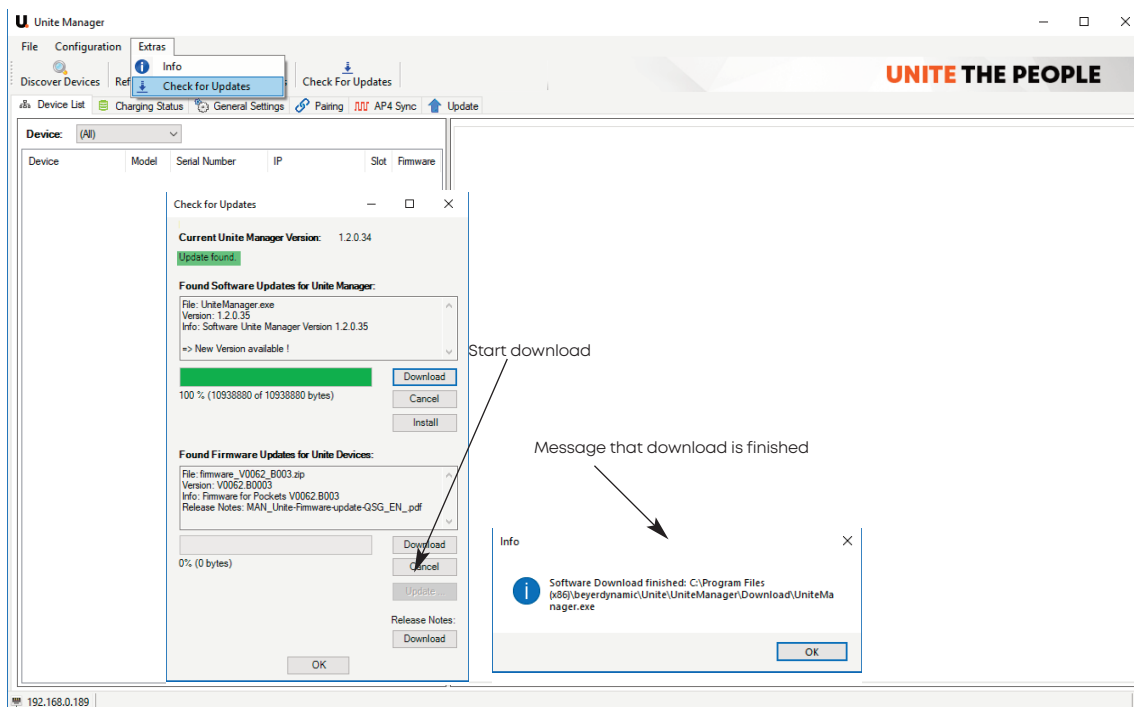 U. Unite Manager
File Configuration Extras
Info
Check for Updates
Discover Devices Ref s Check For Updates
UNITE THE PEOPLE
Device List Charging Status General Settings Pairing AP4 Sync Update
Device: (All)
Device Model Serial Number IP Slot Firmware
Check for Updates
Current Unite Manager Version: 1.2.0.34
Update found.
Found Software Updates for Unite Manager:
File: UniteManager.exe
Version: 1.2.0.35
Info: Software Unite Manager Version 1.2.0.35
=> New Version available !
Start download
Download
100 % (10938880 of 10938880 bytes)
Cancel
Install
Message that download is finished
Found Firmware Updates for Unite Devices:
File: firmware_V0062_B003.zip
Version: V0062.B0003
Info: Firmware for Pockets V0062.B003
Release Notes: MAN_Unite-Firmware-update-QSG_EN_.pdf
Download
0% (0 bytes)
Cancel
Update ...
Release Notes:
Download
OK
Info
Software Download finished: C:\Program Files
(x86)\beyerdynamic\Unite\UniteManager\Download\UniteMa
nager.exe
OK
192.168.0.189